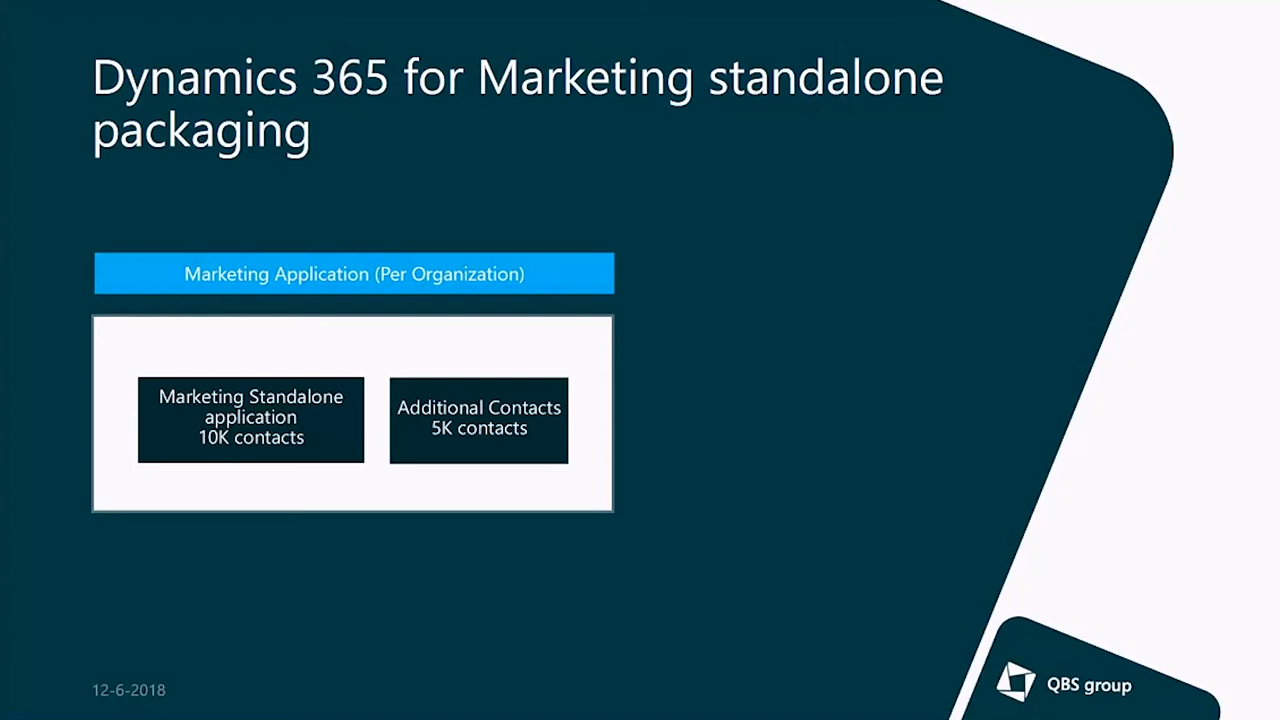 Dynamics 365 for Marketing standalone
packaging
Marketing Application (Per Organization)
Marketing Standalone
application
10K contacts
Additional Contacts
5K contacts
12-6-2018
QBS group